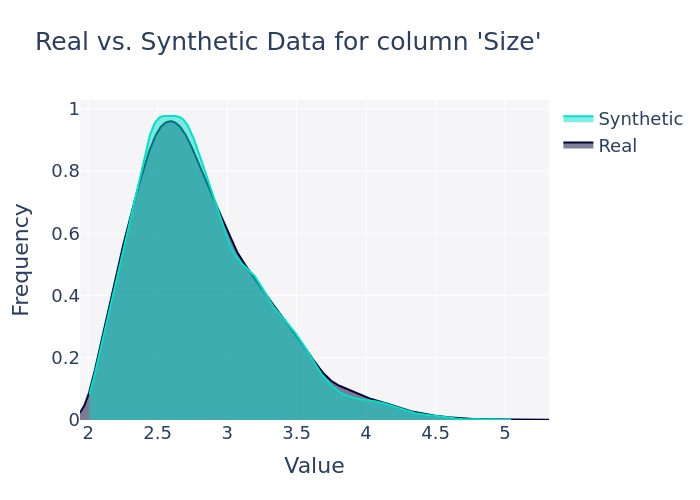 Real vs. Synthetic Data for column 'Size'
Synthetic
Real
Frequency
1
0.8
0.6
0.4
0.2
0
2
2.5
3
3.5
4
4.5
5
Value